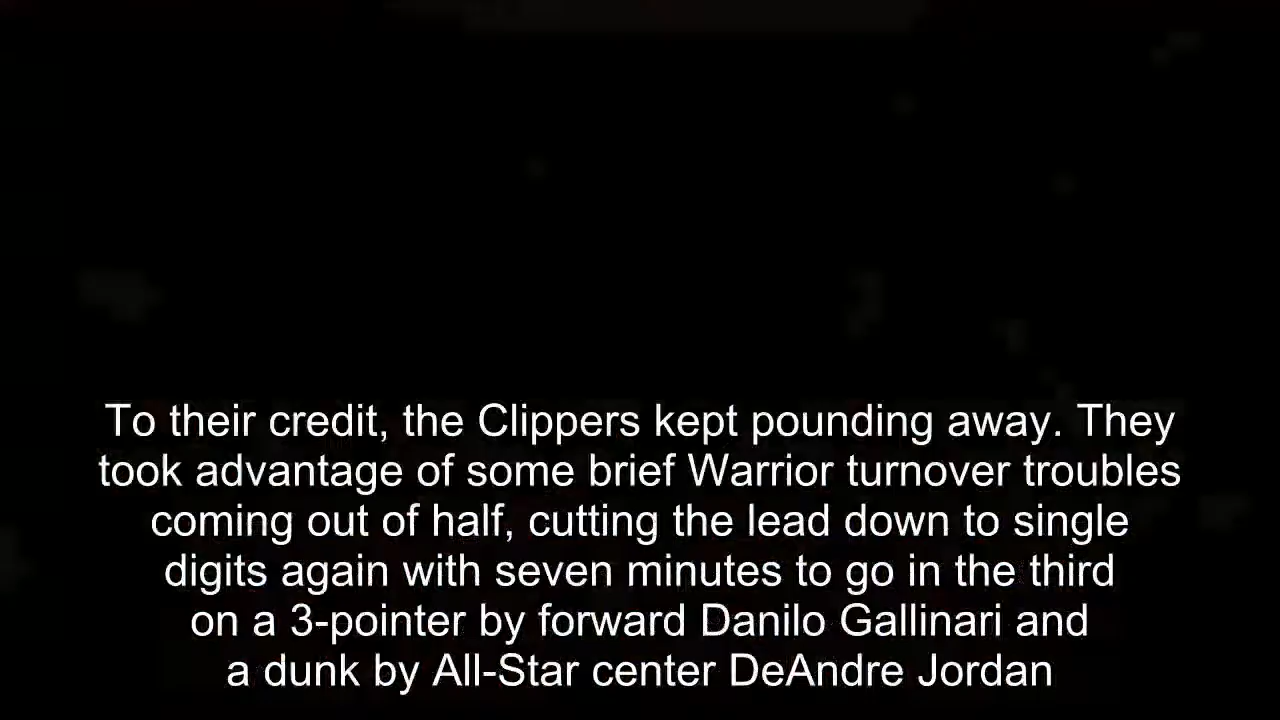 To their credit, the Clippers kept pounding away. They
took advantage of some brief Warrior turnover troubles
coming out of half, cutting the lead down to single
digits again with seven minutes to go in the third
on a 3-pointer by forward Danilo Gallinari and
a dunk by All-Star center DeAndre Jordan